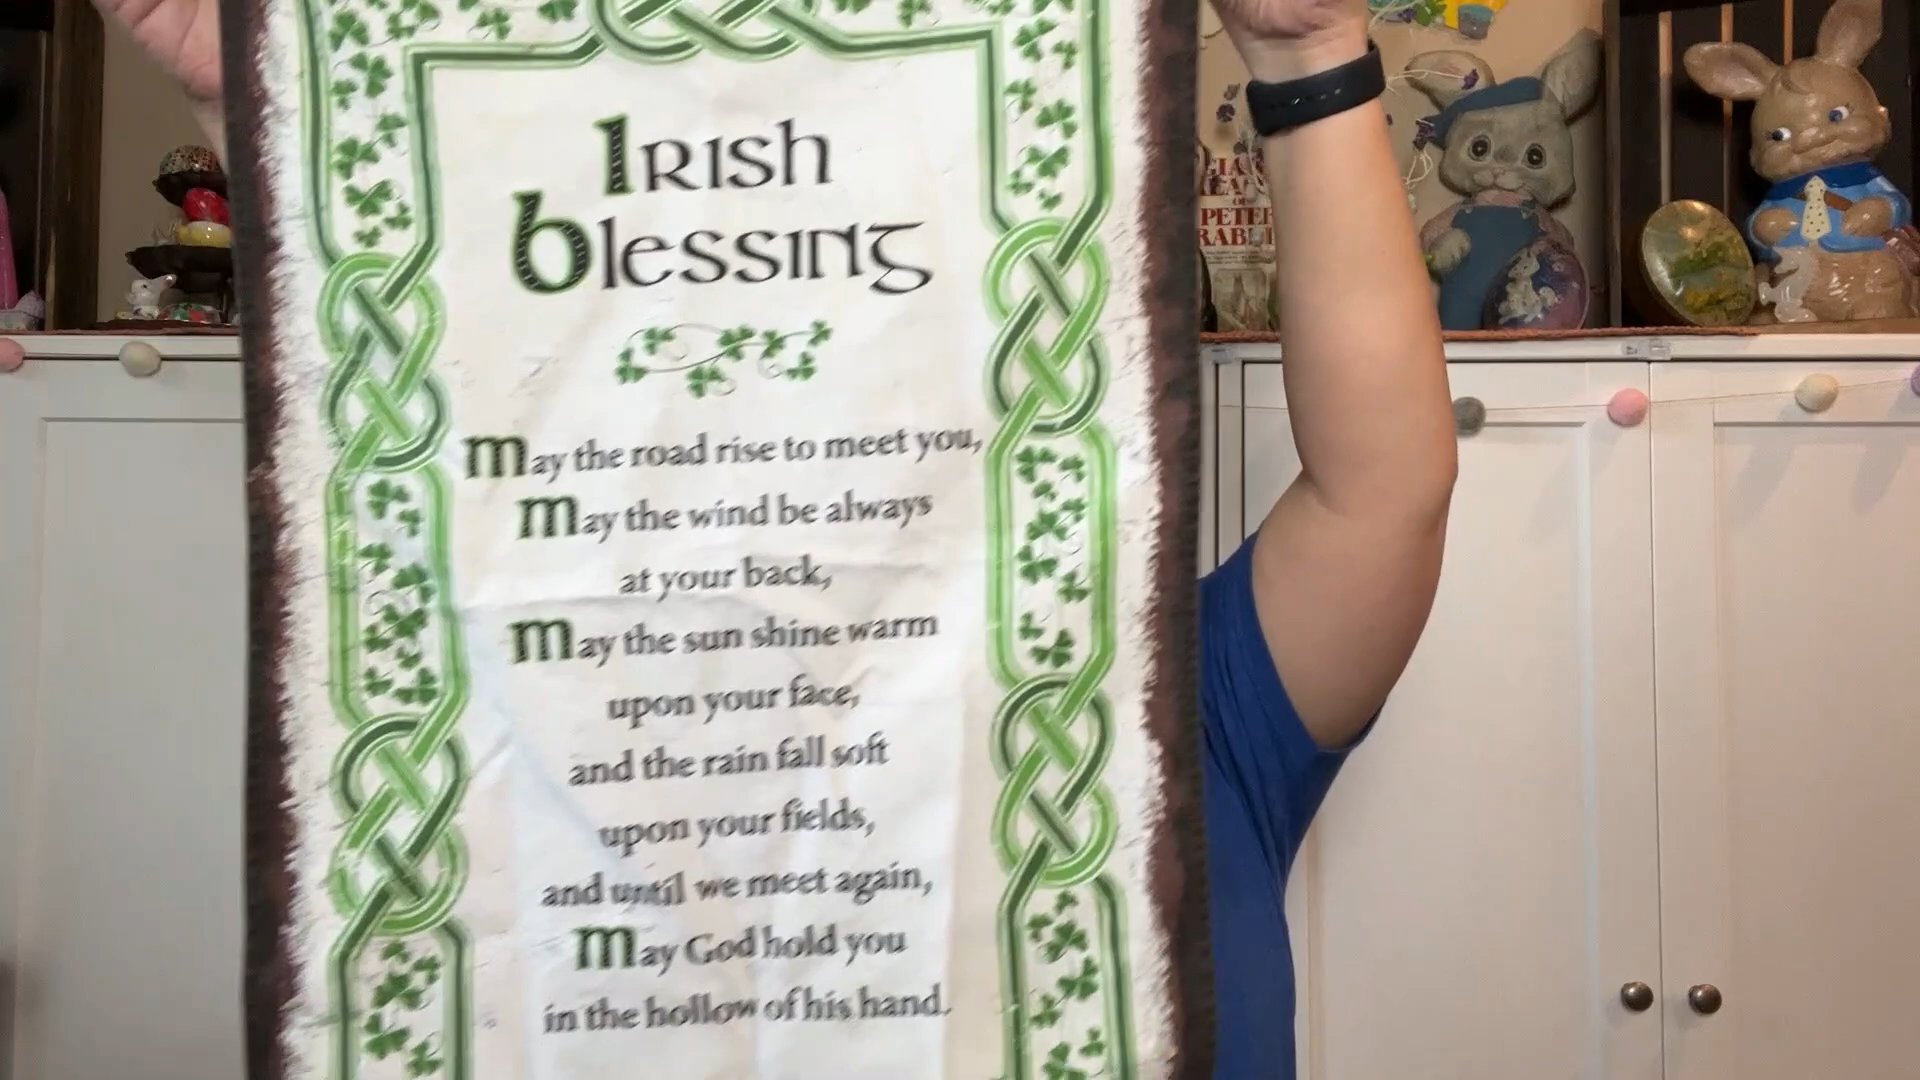 Irish
Blessing
May the road rise to meet you,
May the wind be always
at your back,
May the sun shine warm
upon your face,
and the rain fall soft
upon your fields,
and until we meet again,
May God hold you
in the hollow of his hand.
OF
PETER